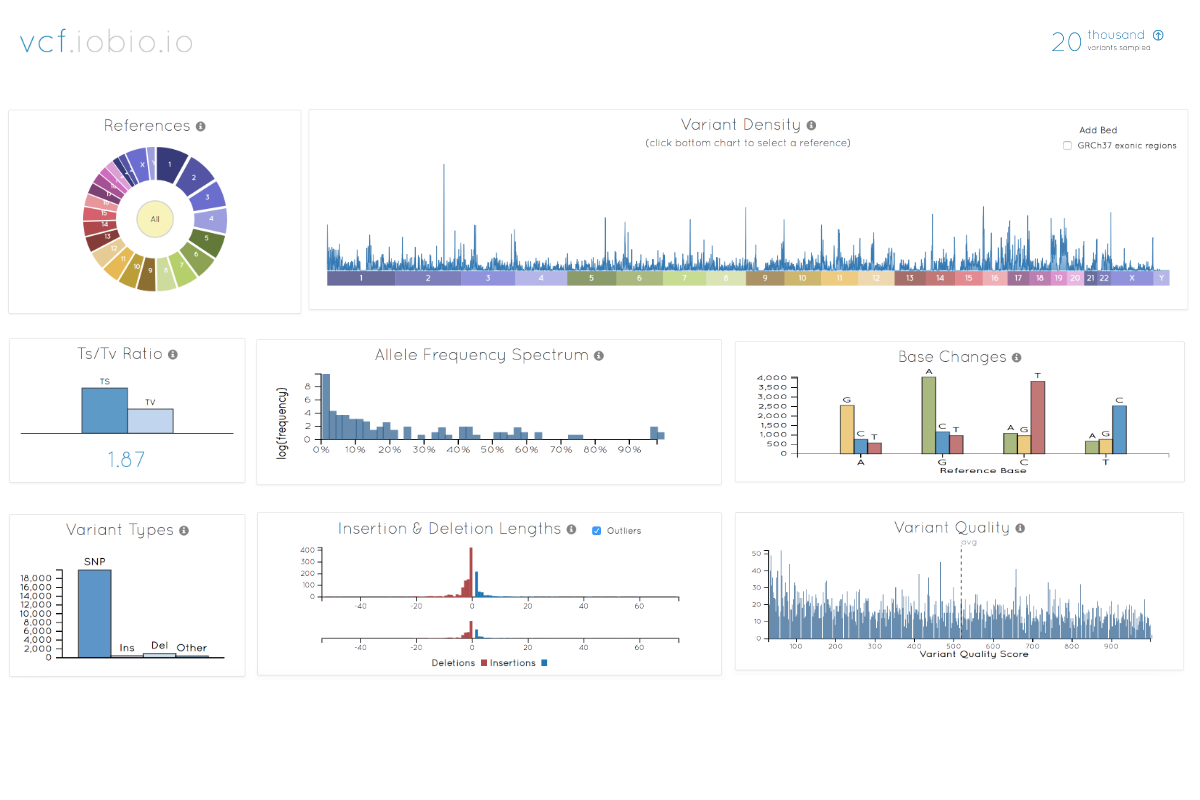 vcf.iobio.io
20 thousand
variants sampled
References
1
2
3
4
5
6
7
8
9
10
11
12
13
14
15
16
X
All
Variant Density
(click bottom chart to select a reference)
Add Bed
GRCh37 exonic regions
1 2 3 4 5 6 7 8 9 10 11 12 13 14 15 16 17 18 19 20 21 22 X Y
Ts/Tv Ratio
TS
TV
1.87
Allele Frequency Spectrum
log(frequency)
8
6
4
2
0
0% 10% 20% 30% 40% 50% 60% 70% 80% 90%
Base Changes
4,000
3,500
3,000
2,500
2,000
1,500
1,000
500
0
G C T
A C T
A G T
A G C
A G C T
Reference Base
Variant Types
18,000
16,000
14,000
12,000
10,000
8,000
6,000
4,000
2,000
0
SNP
Ins Del Other
Insertion & Deletion Lengths
Outliers
400
300
200
100
0
-40 -20 0 20 40 60
-40 -20 0 20 40 60
Deletions Insertions
Variant Quality
avg
50
40
30
20
10
0
100 200 300 400 500 600 700 800 900
Variant Quality Score